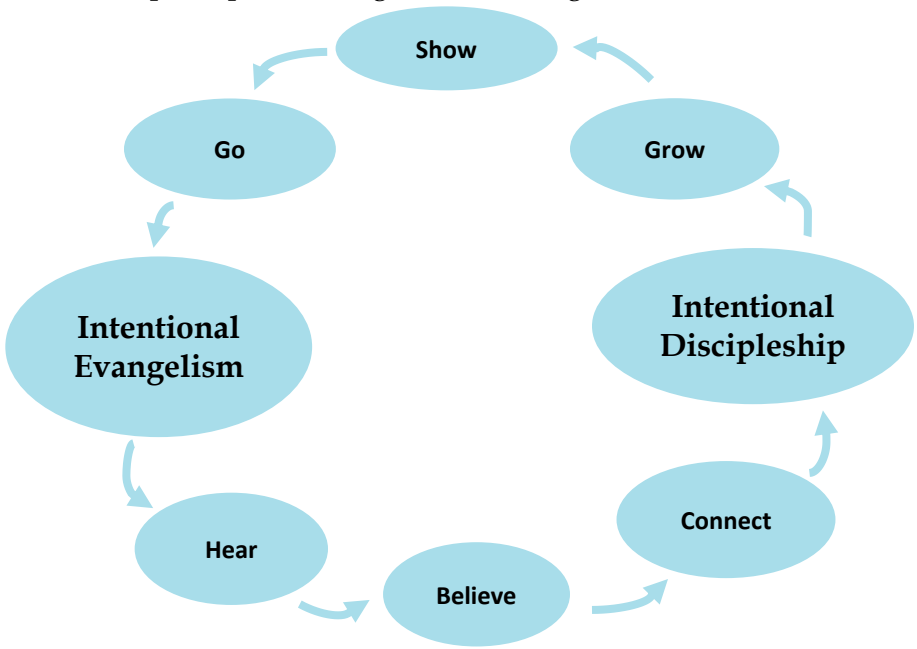 Show
Go
Grow
Intentional
Evangelism
Intentional
Discipleship
Hear
Believe
Connect